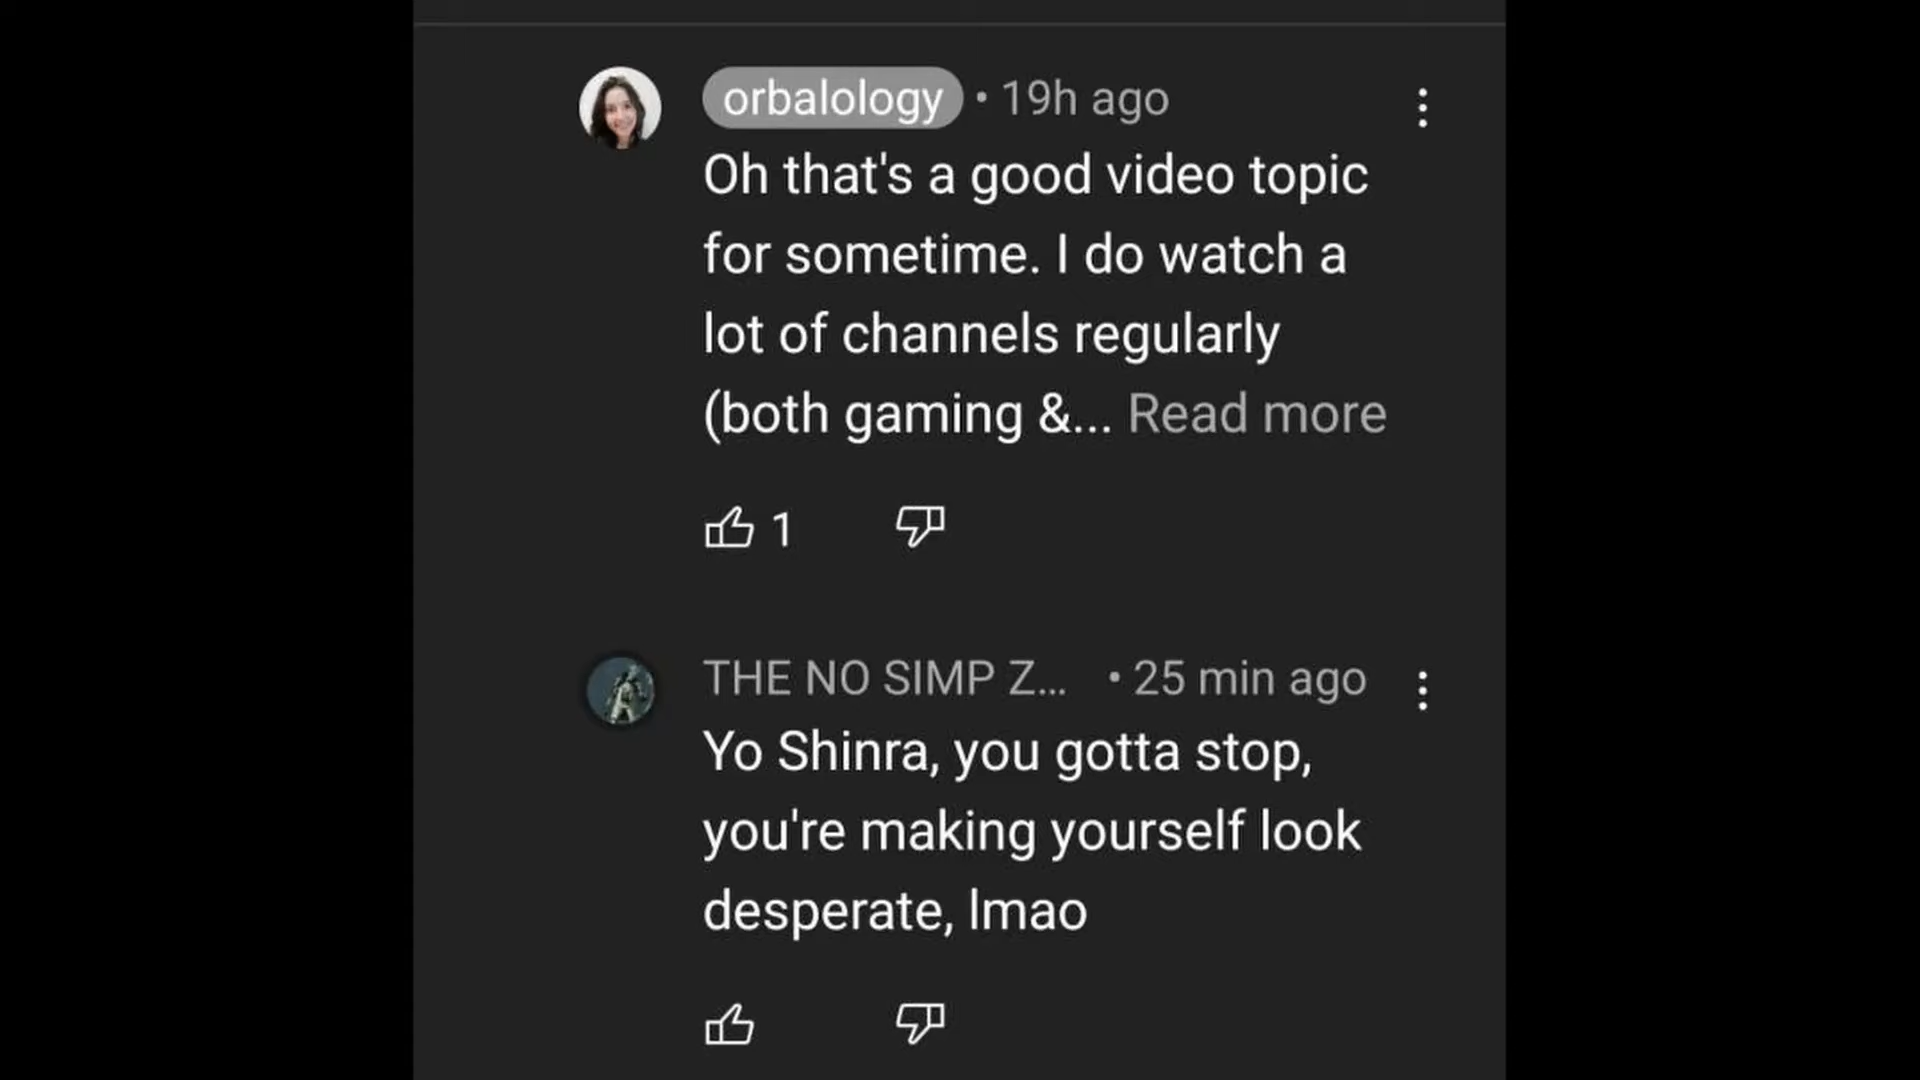 orbalology • 19h ago
Oh that's a good video topic
for sometime. I do watch a
lot of channels regularly
(both gaming &... Read more
1
THE NO SIMP Z... • 25 min ago
Yo Shinra, you gotta stop,
you're making yourself look
desperate, lmao